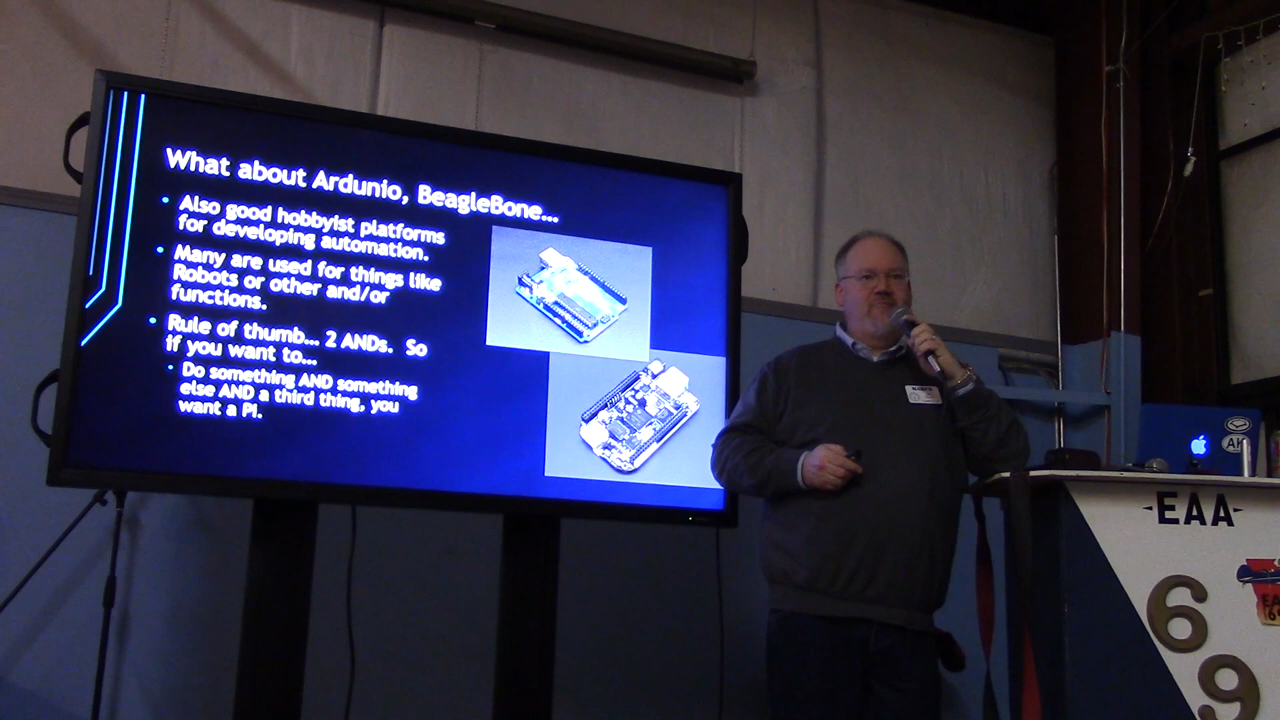 What about Ardunio, BeagleBone...
• Also good hobbyist platforms
for developing automation.
• Many are used for things like
Robots or other and/or
functions.
• Rule of thumb... 2 ANDs. So
if you want to...
• Do something AND something
else AND a third thing, you
want a Pi.
AK
-EAA-
6
9